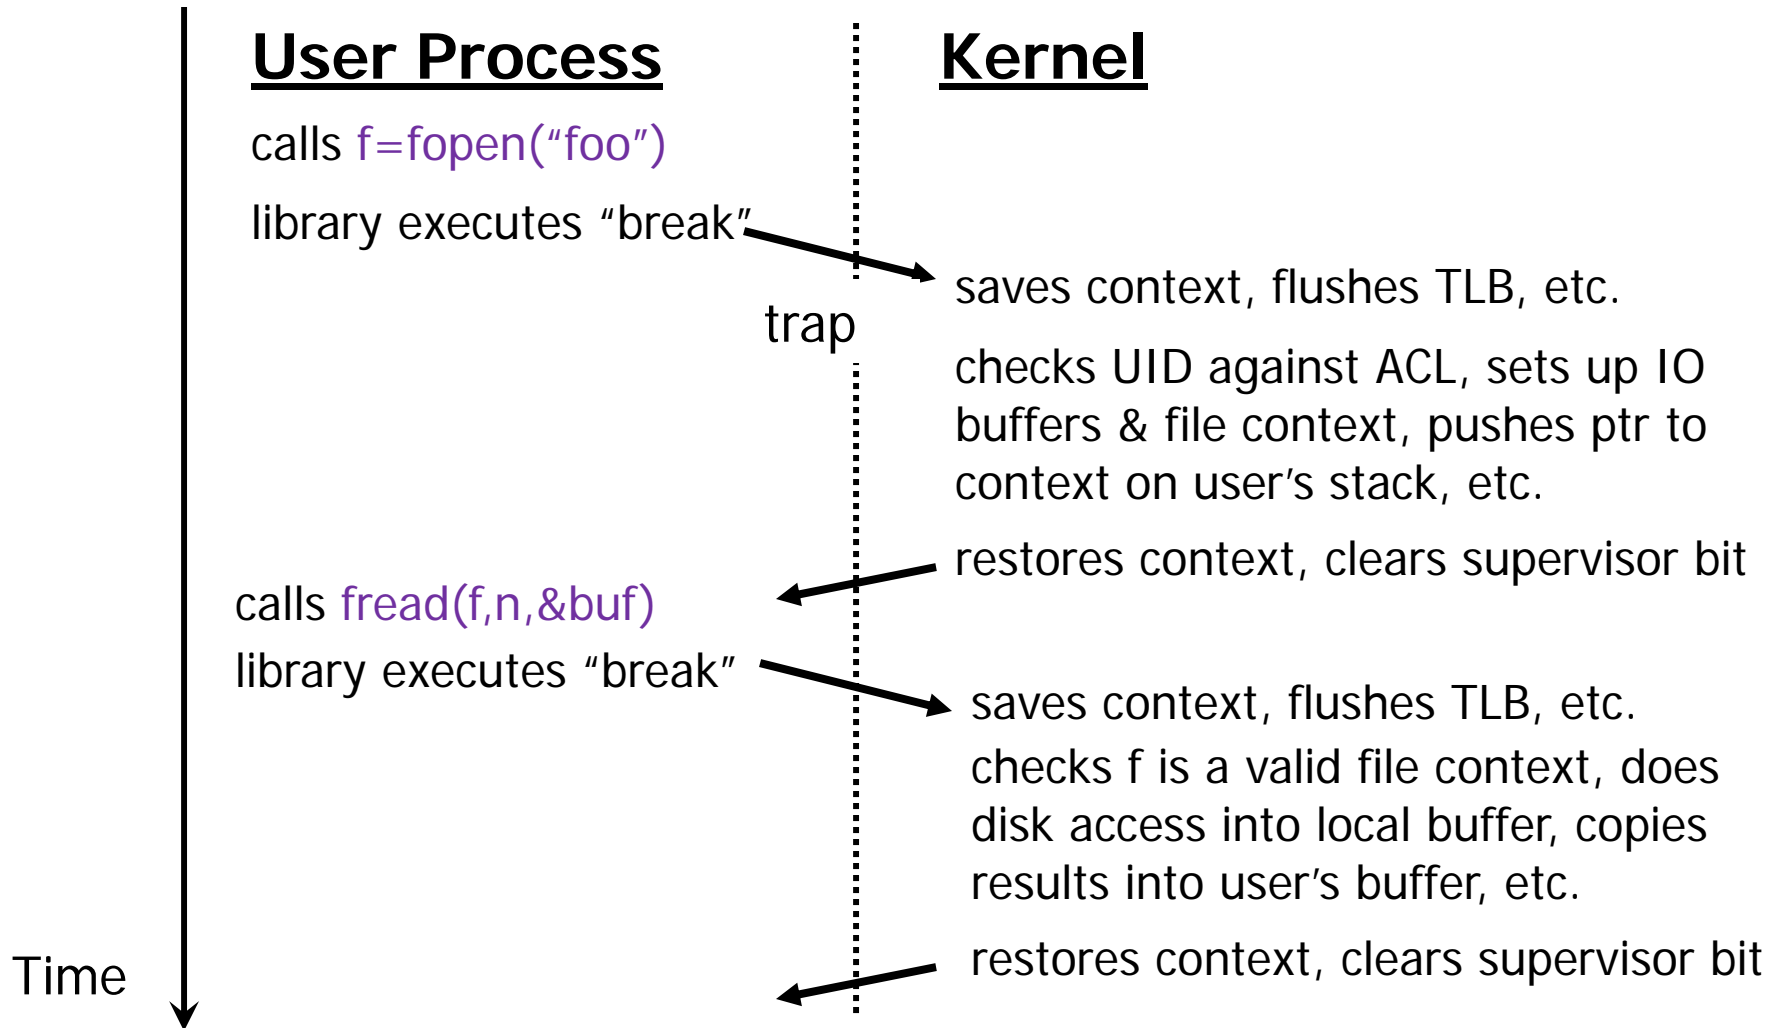 User Process
Kernel
calls f=fopen(“foo”)
library executes “break”
saves context, flushes TLB, etc.
trap
checks UID against ACL, sets up IO
buffers & file context, pushes ptr to
context on user’s stack, etc.
restores context, clears supervisor bit
calls fread(f,n,&buf)
library executes “break”
saves context, flushes TLB, etc.
checks f is a valid file context, does
disk access into local buffer, copies
results into user’s buffer, etc.
restores context, clears supervisor bit
Time